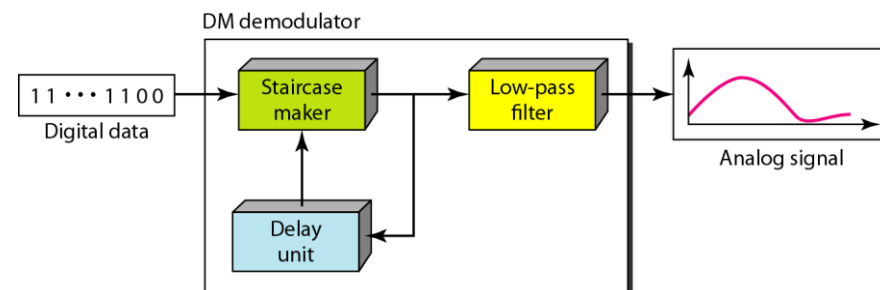 DM demodulator
11 ••• 1100
Digital data
Staircase
maker
Low-pass
filter
Analog signal
Delay
unit